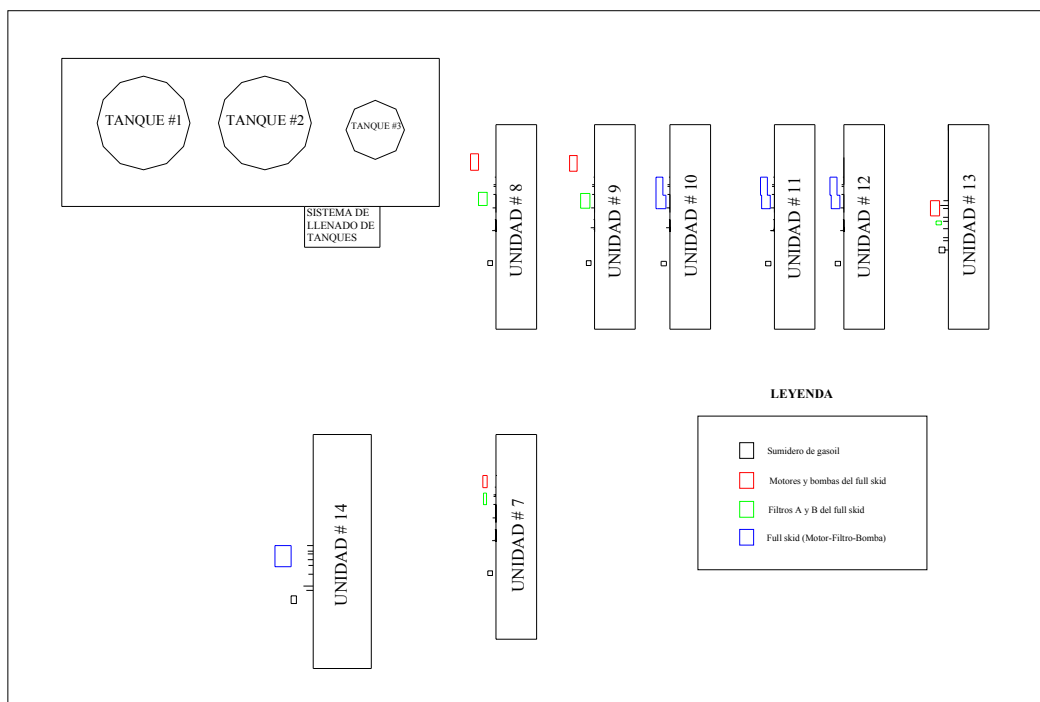 TANQUE #1
TANQUE #2
TANQUE #3
SISTEMA DE
LLENADO DE
TANQUES
UNIDAD # 8
UNIDAD # 9
UNIDAD # 10
UNIDAD # 11
UNIDAD # 12
UNIDAD # 13
UNIDAD # 14
UNIDAD # 7
LEYENDA
Sumidero de gasoil
Motores y bombas del full skid
Filtros A y B del full skid
Full skid (Motor-Filtro-Bomba)